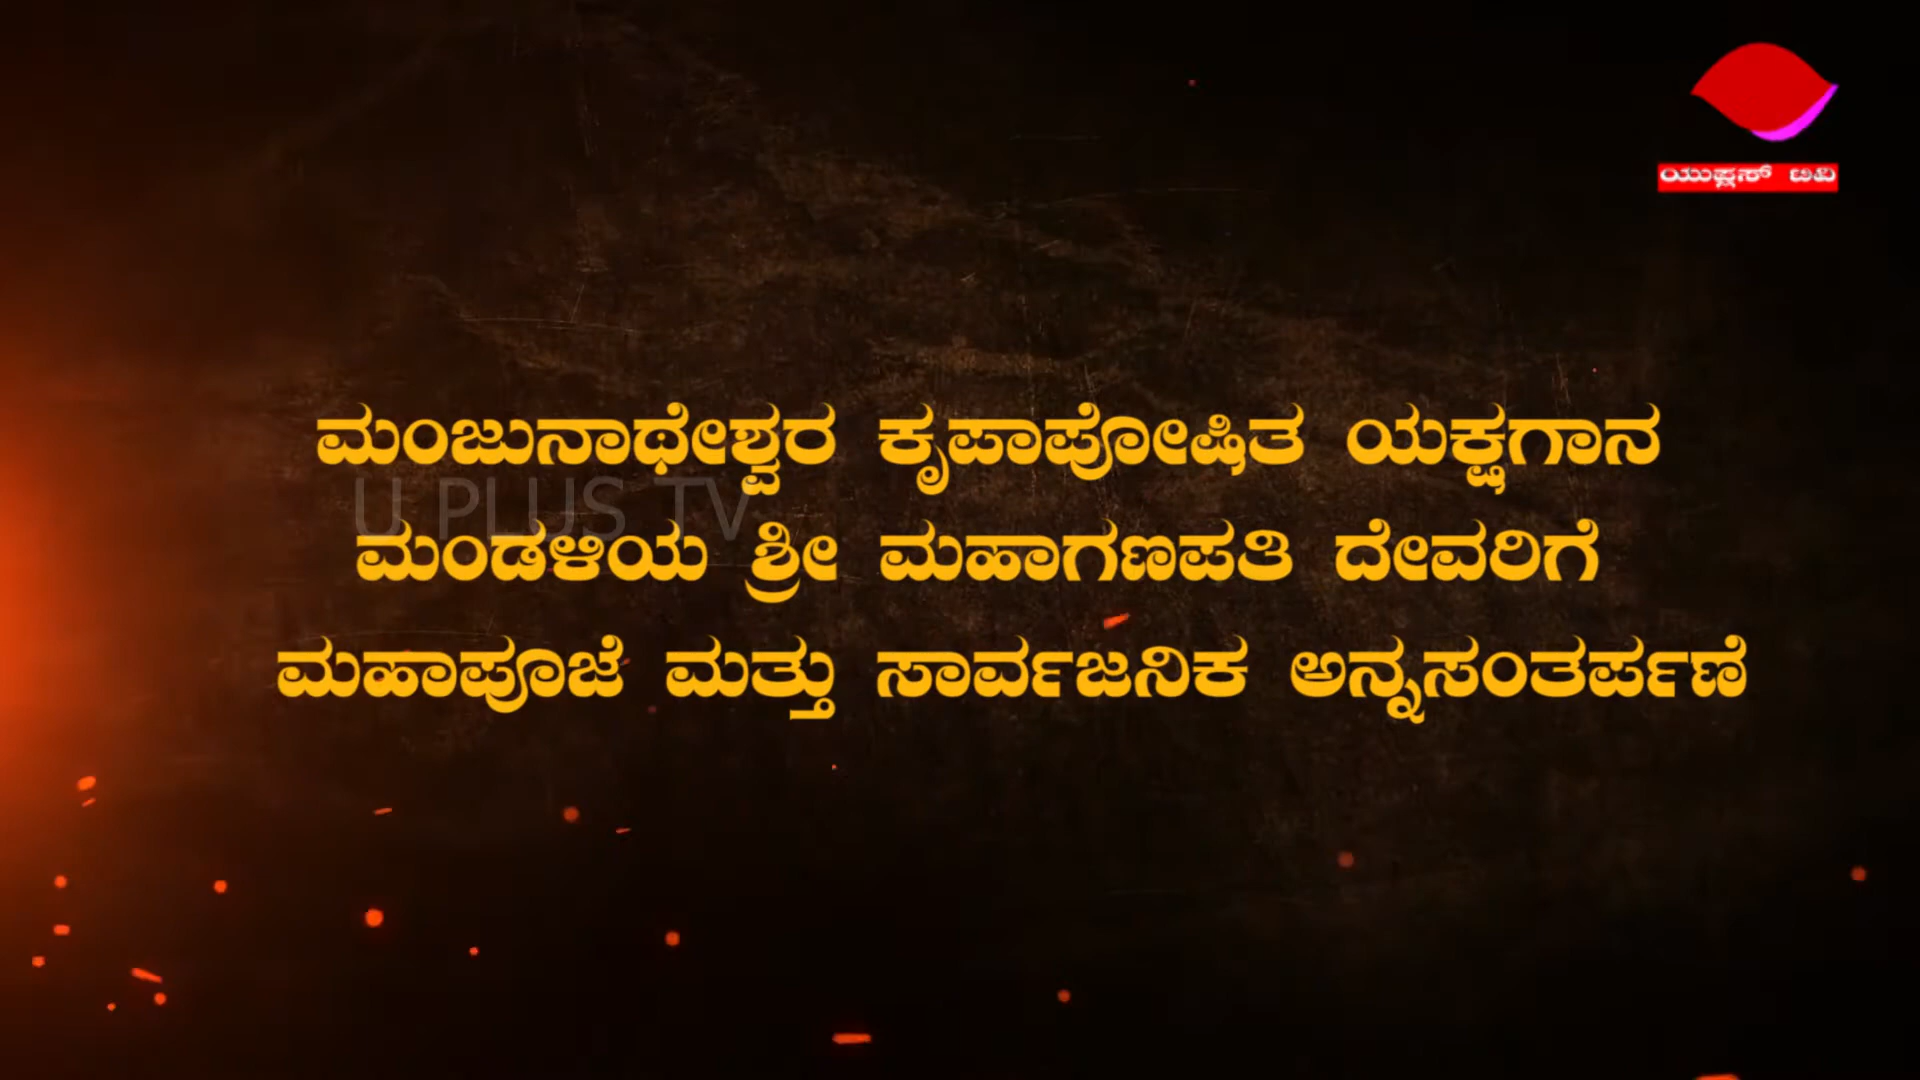 ಯುಪ್ಲಸ್ ಟಿವಿ
ಮಂಜುನಾಥೇಶ್ವರ ಕೃಪಾಪೋಷಿತ ಯಕ್ಷಗಾನ
U PLUS TV
ಮಂಡಳಿಯ ಶ್ರೀ ಮಹಾಗಣಪತಿ ದೇವರಿಗೆ
ಮಹಾಪೂಜೆ ಮತ್ತು ಸಾರ್ವಜನಿಕ ಅನ್ನಸಂತರ್ಪಣೆ